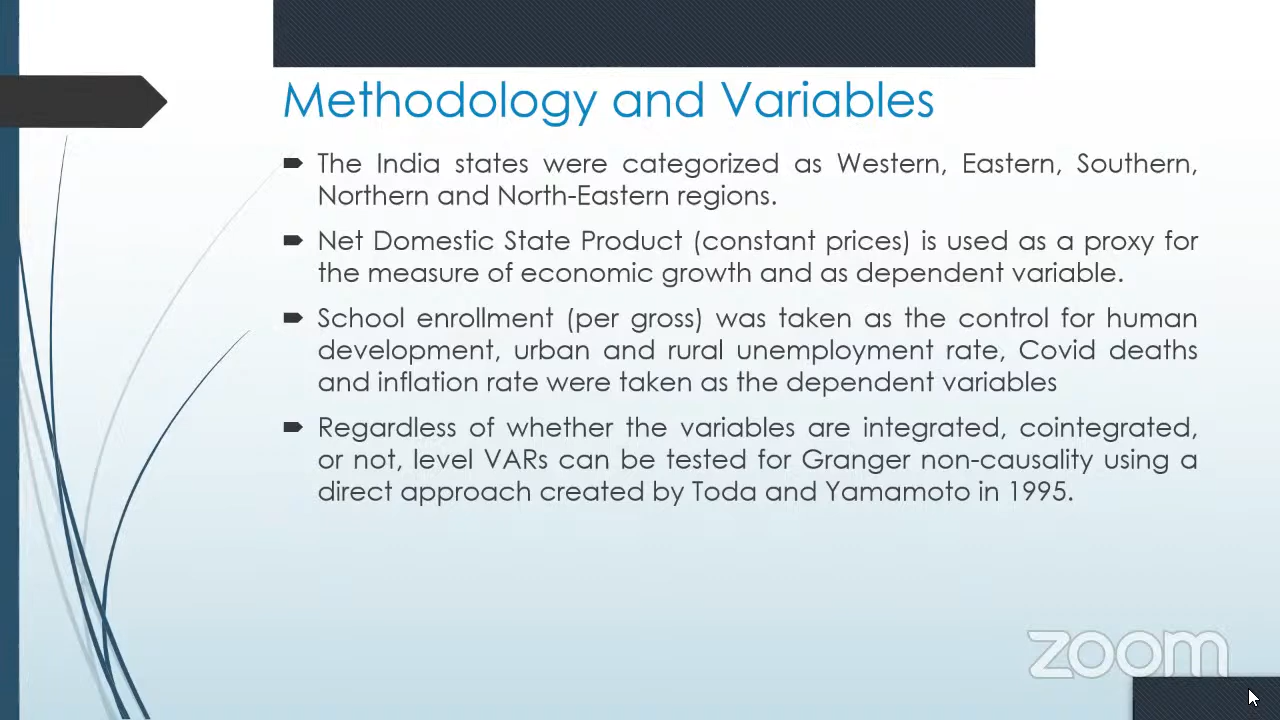 Methodology and Variables
The India states were categorized as Western, Eastern, Southern,
Northern and North-Eastern regions.
Net Domestic State Product (constant prices) is used as a proxy for
the measure of economic growth and as dependent variable.
School enrollment (per gross) was taken as the control for human
development, urban and rural unemployment rate, Covid deaths
and inflation rate were taken as the dependent variables
Regardless of whether the variables are integrated, cointegrated,
or not, level VARs can be tested for Granger non-causality using a
direct approach created by Toda and Yamamoto in 1995.
zoom